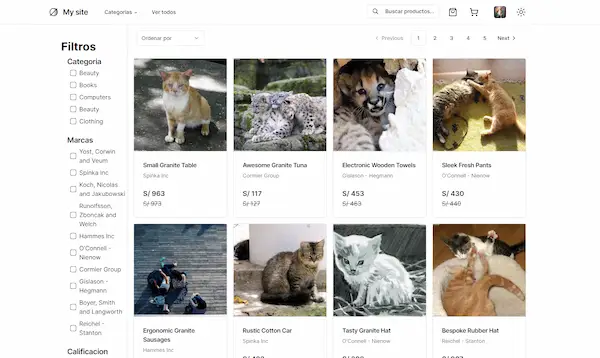 My site
Categorias
Ver todos
Buscar productos...
Filtros
Categoria
Beauty
Books
Computers
Beauty
Clothing
Marcas
Yost, Corwin
and Veum
Spinka Inc
Koch, Nicolas
and Jakubowski
Runolfsson,
Zboncak and
Welch
Hammes Inc
O'Connell -
Nienow
Cormier Group
Gislason -
Hegmann
Boyer, Smith
and Langworth
Reichel -
Stanton
Calificacion
Ordenar por
Previous 1 2 3 4 5 Next
Small Granite Table
Spinka Inc
S/ 963
S/ 973
Awesome Granite Tuna
Cormier Group
S/ 117
S/ 127
Electronic Wooden Towels
Gislason - Hegmann
S/ 453
S/ 463
Sleek Fresh Pants
O'Connell - Nienow
S/ 430
S/ 440
Ergonomic Granite
Sausages
Hammes Inc
Rustic Cotton Car
Spinka Inc
Tasty Granite Hat
O'Connell - Nienow
Bespoke Rubber Hat
Reichel - Stanton